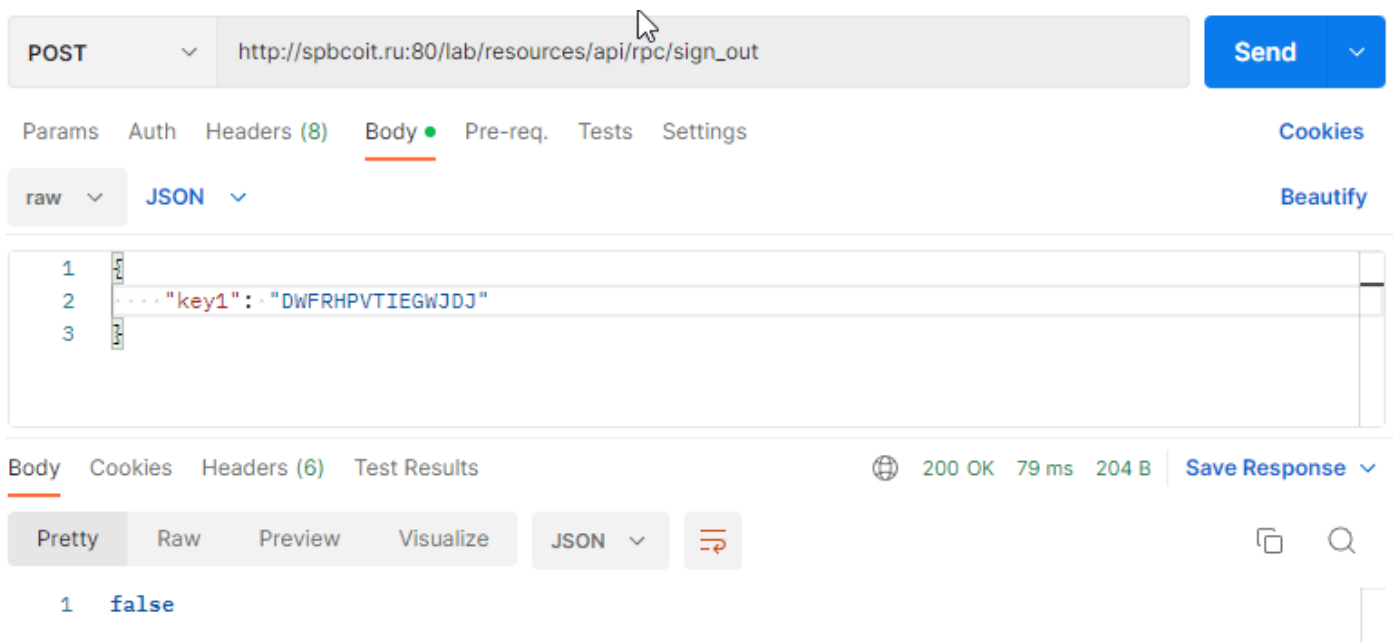 POST http://spbcoit.ru:80/lab/resources/api/rpc/sign_out Send
Params Auth Headers (8) Body Pre-req. Tests Settings Cookies
raw JSON Beautify
1 {
2 ····"key1":·"DWFRHPVTIEGWJDJ"
3 }
Body Cookies Headers (6) Test Results 200 OK 79 ms 204 B Save Response
Pretty Raw Preview Visualize JSON
1 false